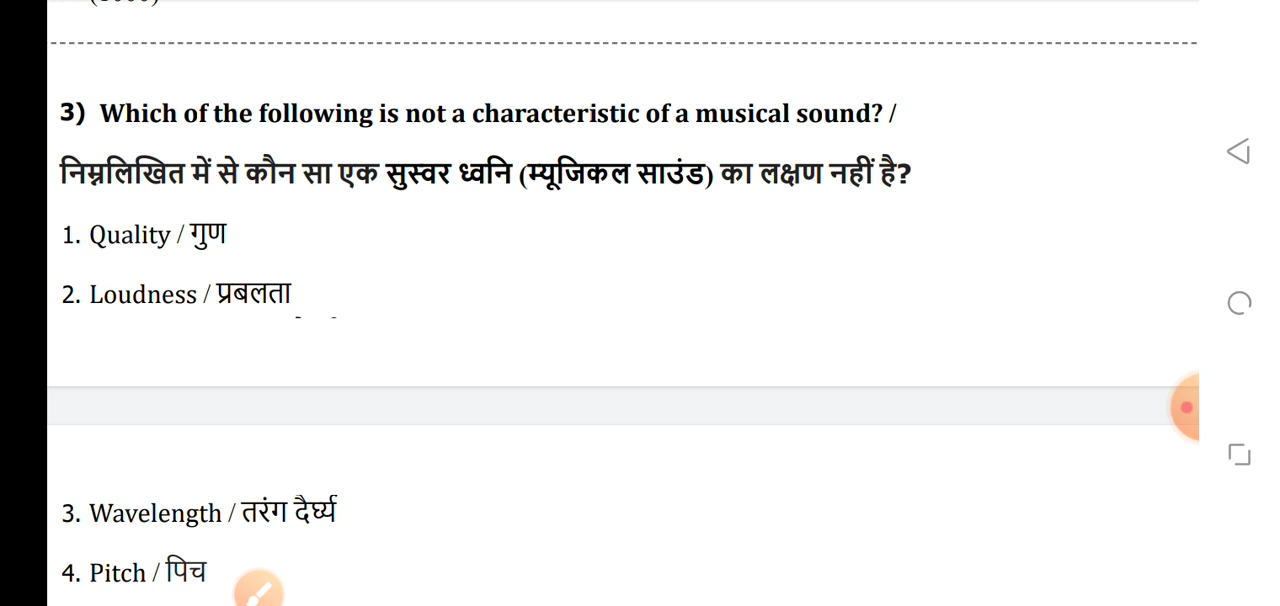 3) Which of the following is not a characteristic of a musical sound? /
निम्नलिखित में से कौन सा एक सुस्वर ध्वनि (म्यूजिकल साउंड) का लक्षण नहीं है?
1. Quality / गुण
2. Loudness / प्रबलता
3. Wavelength / तरंग दैर्घ्य
4. Pitch / पिच